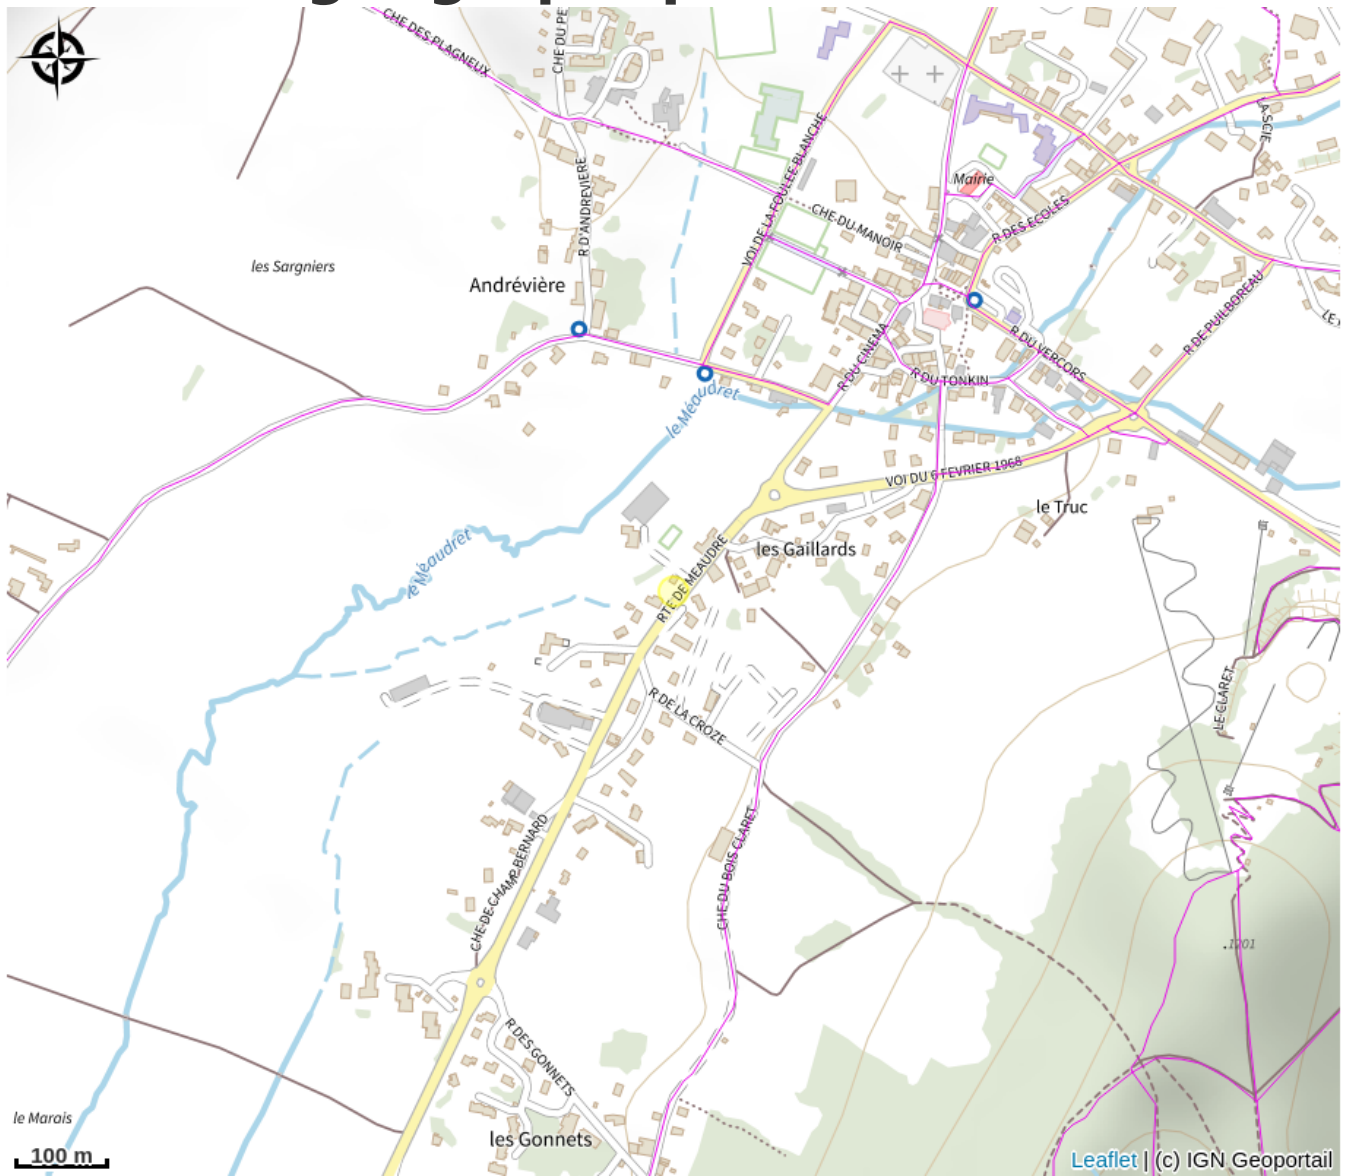 CHE DES PLAGNEUX
CHE DU PE
R D'ANDREVIERE
VOI DE LA FOULEE BLANCHE
LA SCIE
Mairie
CHE DU MANOIR
R DES ECOLES
les Sargniers
Andrévière
R DE PUILBOREAU
R DU CINEMA
R DU VERCORS
R DU TONKIN
le Méaudret
VOI DU 6 FEVRIER 1968
le Truc
les Gaillards
le Méaudret
RTE DE MEAUDRE
R DE LA CROZE
LE CLARET
CHE DE CHAMP BERNARD
CHE DU BOIS CLARET
.1201
R DES GONNETS
le Marais
les Gonnets
100 m
Leaflet | (c) IGN Geoportail